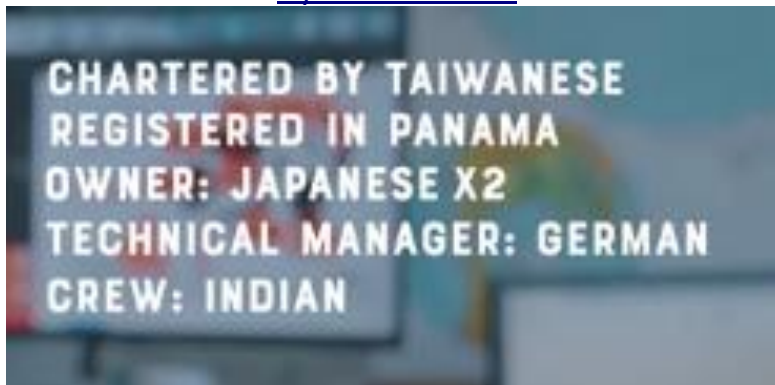 CHARTERED BY TAIWANESE
REGISTERED IN PANAMA
OWNER: JAPANESE X2
TECHNICAL MANAGER: GERMAN
CREW: INDIAN